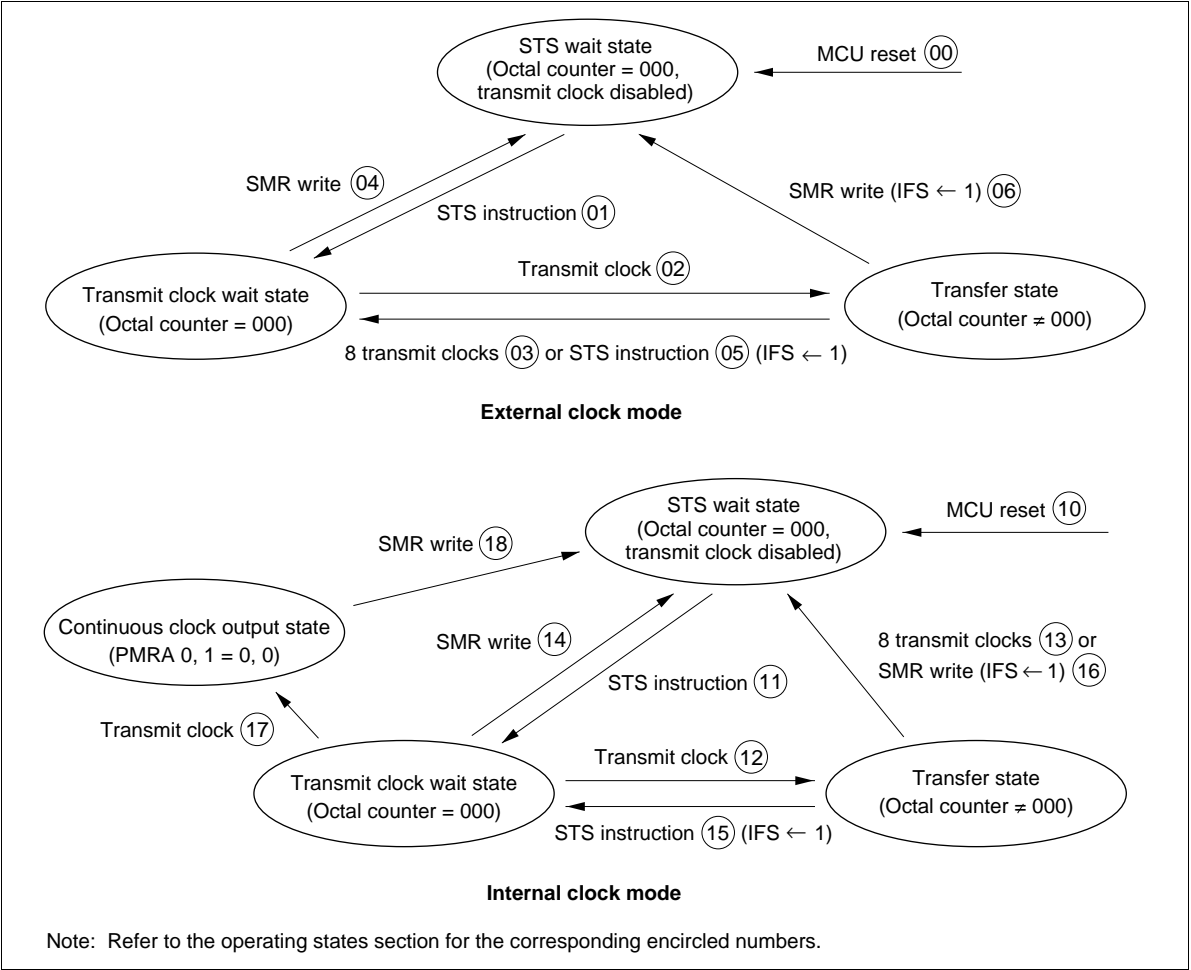 STS wait state
(Octal counter = 000,
transmit clock disabled)
MCU reset 00
SMR write 04
STS instruction 01
SMR write (IFS ← 1) 06
Transmit clock 02
Transmit clock wait state
(Octal counter = 000)
Transfer state
(Octal counter ≠ 000)
8 transmit clocks 03 or STS instruction 05 (IFS ← 1)
External clock mode
STS wait state
(Octal counter = 000,
transmit clock disabled)
MCU reset 10
SMR write 18
Continuous clock output state
(PMRA 0, 1 = 0, 0)
SMR write 14
8 transmit clocks 13 or
SMR write (IFS ← 1) 16
STS instruction 11
Transmit clock 17
Transmit clock 12
Transmit clock wait state
(Octal counter = 000)
Transfer state
(Octal counter ≠ 000)
STS instruction 15 (IFS ← 1)
Internal clock mode
Note: Refer to the operating states section for the corresponding encircled numbers.